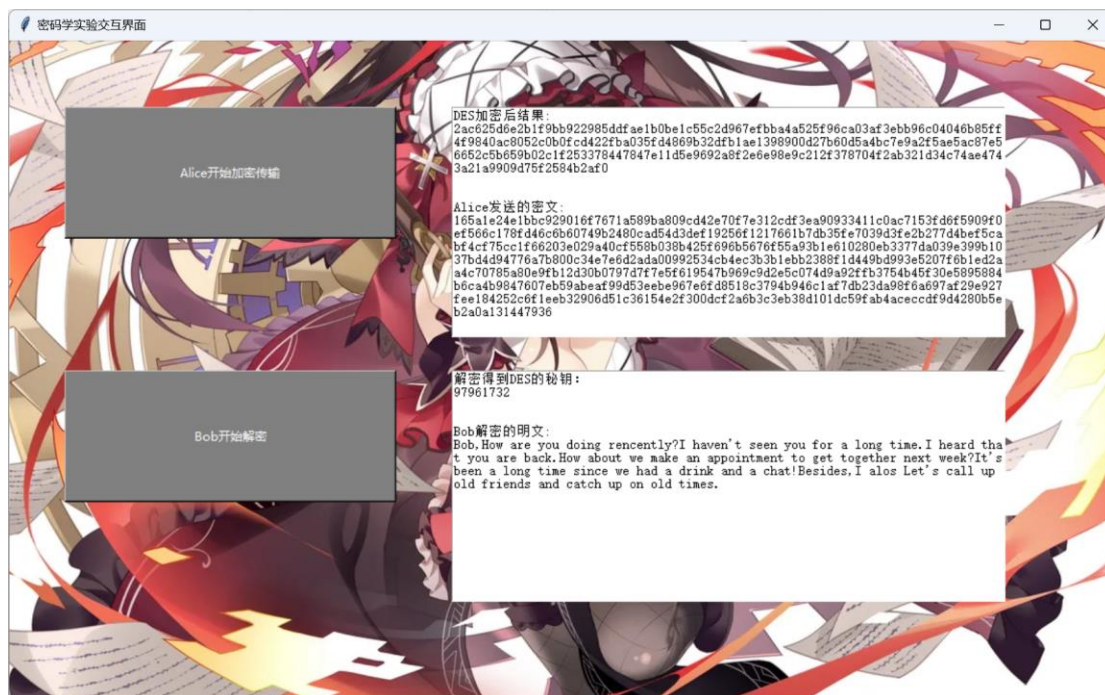 密码学实验交互界面
Alice开始加密传输
DES加密后结果:
2ac625d6e2b1f9bb922985ddfae1b0be1c55c2d967efbba4a525f96ca03af3ebb96c04046b85ff
4f9840ac8052c0b0fcd422fba035fd4869b32dfb1ae1398900d27b60d5a4bc7e9a2f5ae5ac87e5
6652c5b659b02c1f253378447847e11d5e9692a8f2e6e98e9c212f378704f2ab321d34c74ae474
3a21a9909d75f2584b2af0
Alice发送的密文:
165a1e24e1bbc929016f7671a589ba809cd42e70f7e312cdf3ea90933411c0ac7153fd6f5909f0
ef566c178fd46c6b60749b2480cad54d3def19256f1217661b7db35fe7039d3fe2b277d4bef5ca
bf4cf75cc1f66203e029a40cf558b038b425f696b5676f55a93b1e610280eb3377da039e399b10
37bd4d94776a7b800c34e7e6d2ada00992534cb4ec3b3b1ebb2388f1d449bd993e5207f6b1ed2a
a4c70785a80e9fb12d30b0797d7f7e5f619547b969c9d2e5c074d9a92ffb3754b45f30e5895884
b6ca4b9847607eb59abeaf99d53eebe967e6fd8518c3794b946c1af7db23da98f6a697af29e927
fee184252c6f1eeb32906d51c36154e2f300dcf2a6b3c3eb38d101dc59fab4aceccdf9d4280b5e
b2a0a131447936
Bob开始解密
解密得到DES的秘钥:
97961732
Bob解密的明文:
Bob,How are you doing rencently?I haven't seen you for a long time.I heard tha
t you are back.How about we make an appointment to get together next week?It's
been a long time since we had a drink and a chat!Besides,I alos Let's call up
old friends and catch up on old times.